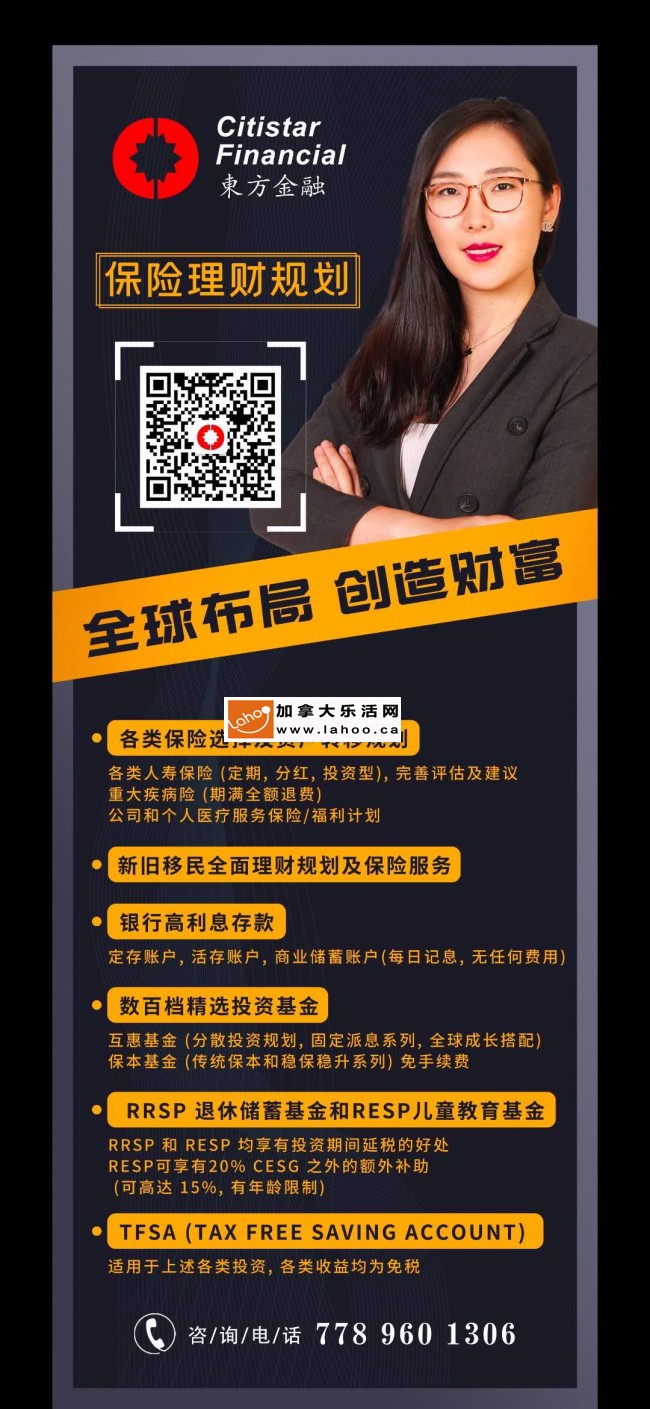 Citistar
Financial
東方金融
保险理财规划
全球布局 创造财富
加拿大乐活网
Lahoo
www.lahoo.ca
各类保险选择及资产转移规划
各类人寿保险 (定期, 分红, 投资型), 完善评估及建议
重大疾病险 (期满全额退费)
公司和个人医疗服务保险/福利计划
新旧移民全面理财规划及保险服务
银行高利息存款
定存账户, 活存账户, 商业储蓄账户(每日记息, 无任何费用)
数百档精选投资基金
互惠基金 (分散投资规划, 固定派息系列, 全球成长搭配)
保本基金 (传统保本和稳保稳升系列) 免手续费
RRSP 退休储蓄基金和RESP儿童教育基金
RRSP 和 RESP 均享有投资期间延税的好处
RESP可享有20% CESG 之外的额外补助
(可高达 15%, 有年龄限制)
TFSA (TAX FREE SAVING ACCOUNT)
适用于上述各类投资, 各类收益均为免税
咨/询/电/话 778 960 1306